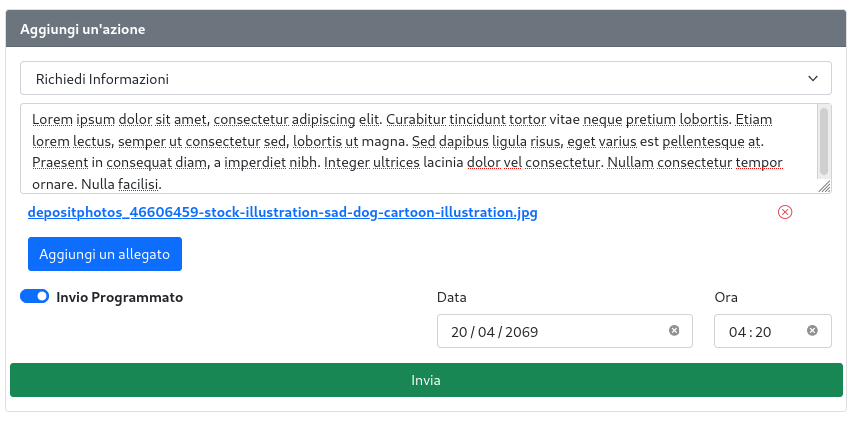 Aggiungi un'azione
Richiedi Informazioni
Lorem ipsum dolor sit amet, consectetur adipiscing elit. Curabitur tincidunt tortor vitae neque pretium lobortis. Etiam
lorem lectus, semper ut consectetur sed, lobortis ut magna. Sed dapibus ligula risus, eget varius est pellentesque at.
Praesent in consequat diam, a imperdiet nibh. Integer ultrices lacinia dolor vel consectetur. Nullam consectetur tempor
ornare. Nulla facilisi.
depositphotos_46606459-stock-illustration-sad-dog-cartoon-illustration.jpg
Aggiungi un allegato
Invio Programmato
Data
Ora
20/04/2069
04:20
Invia